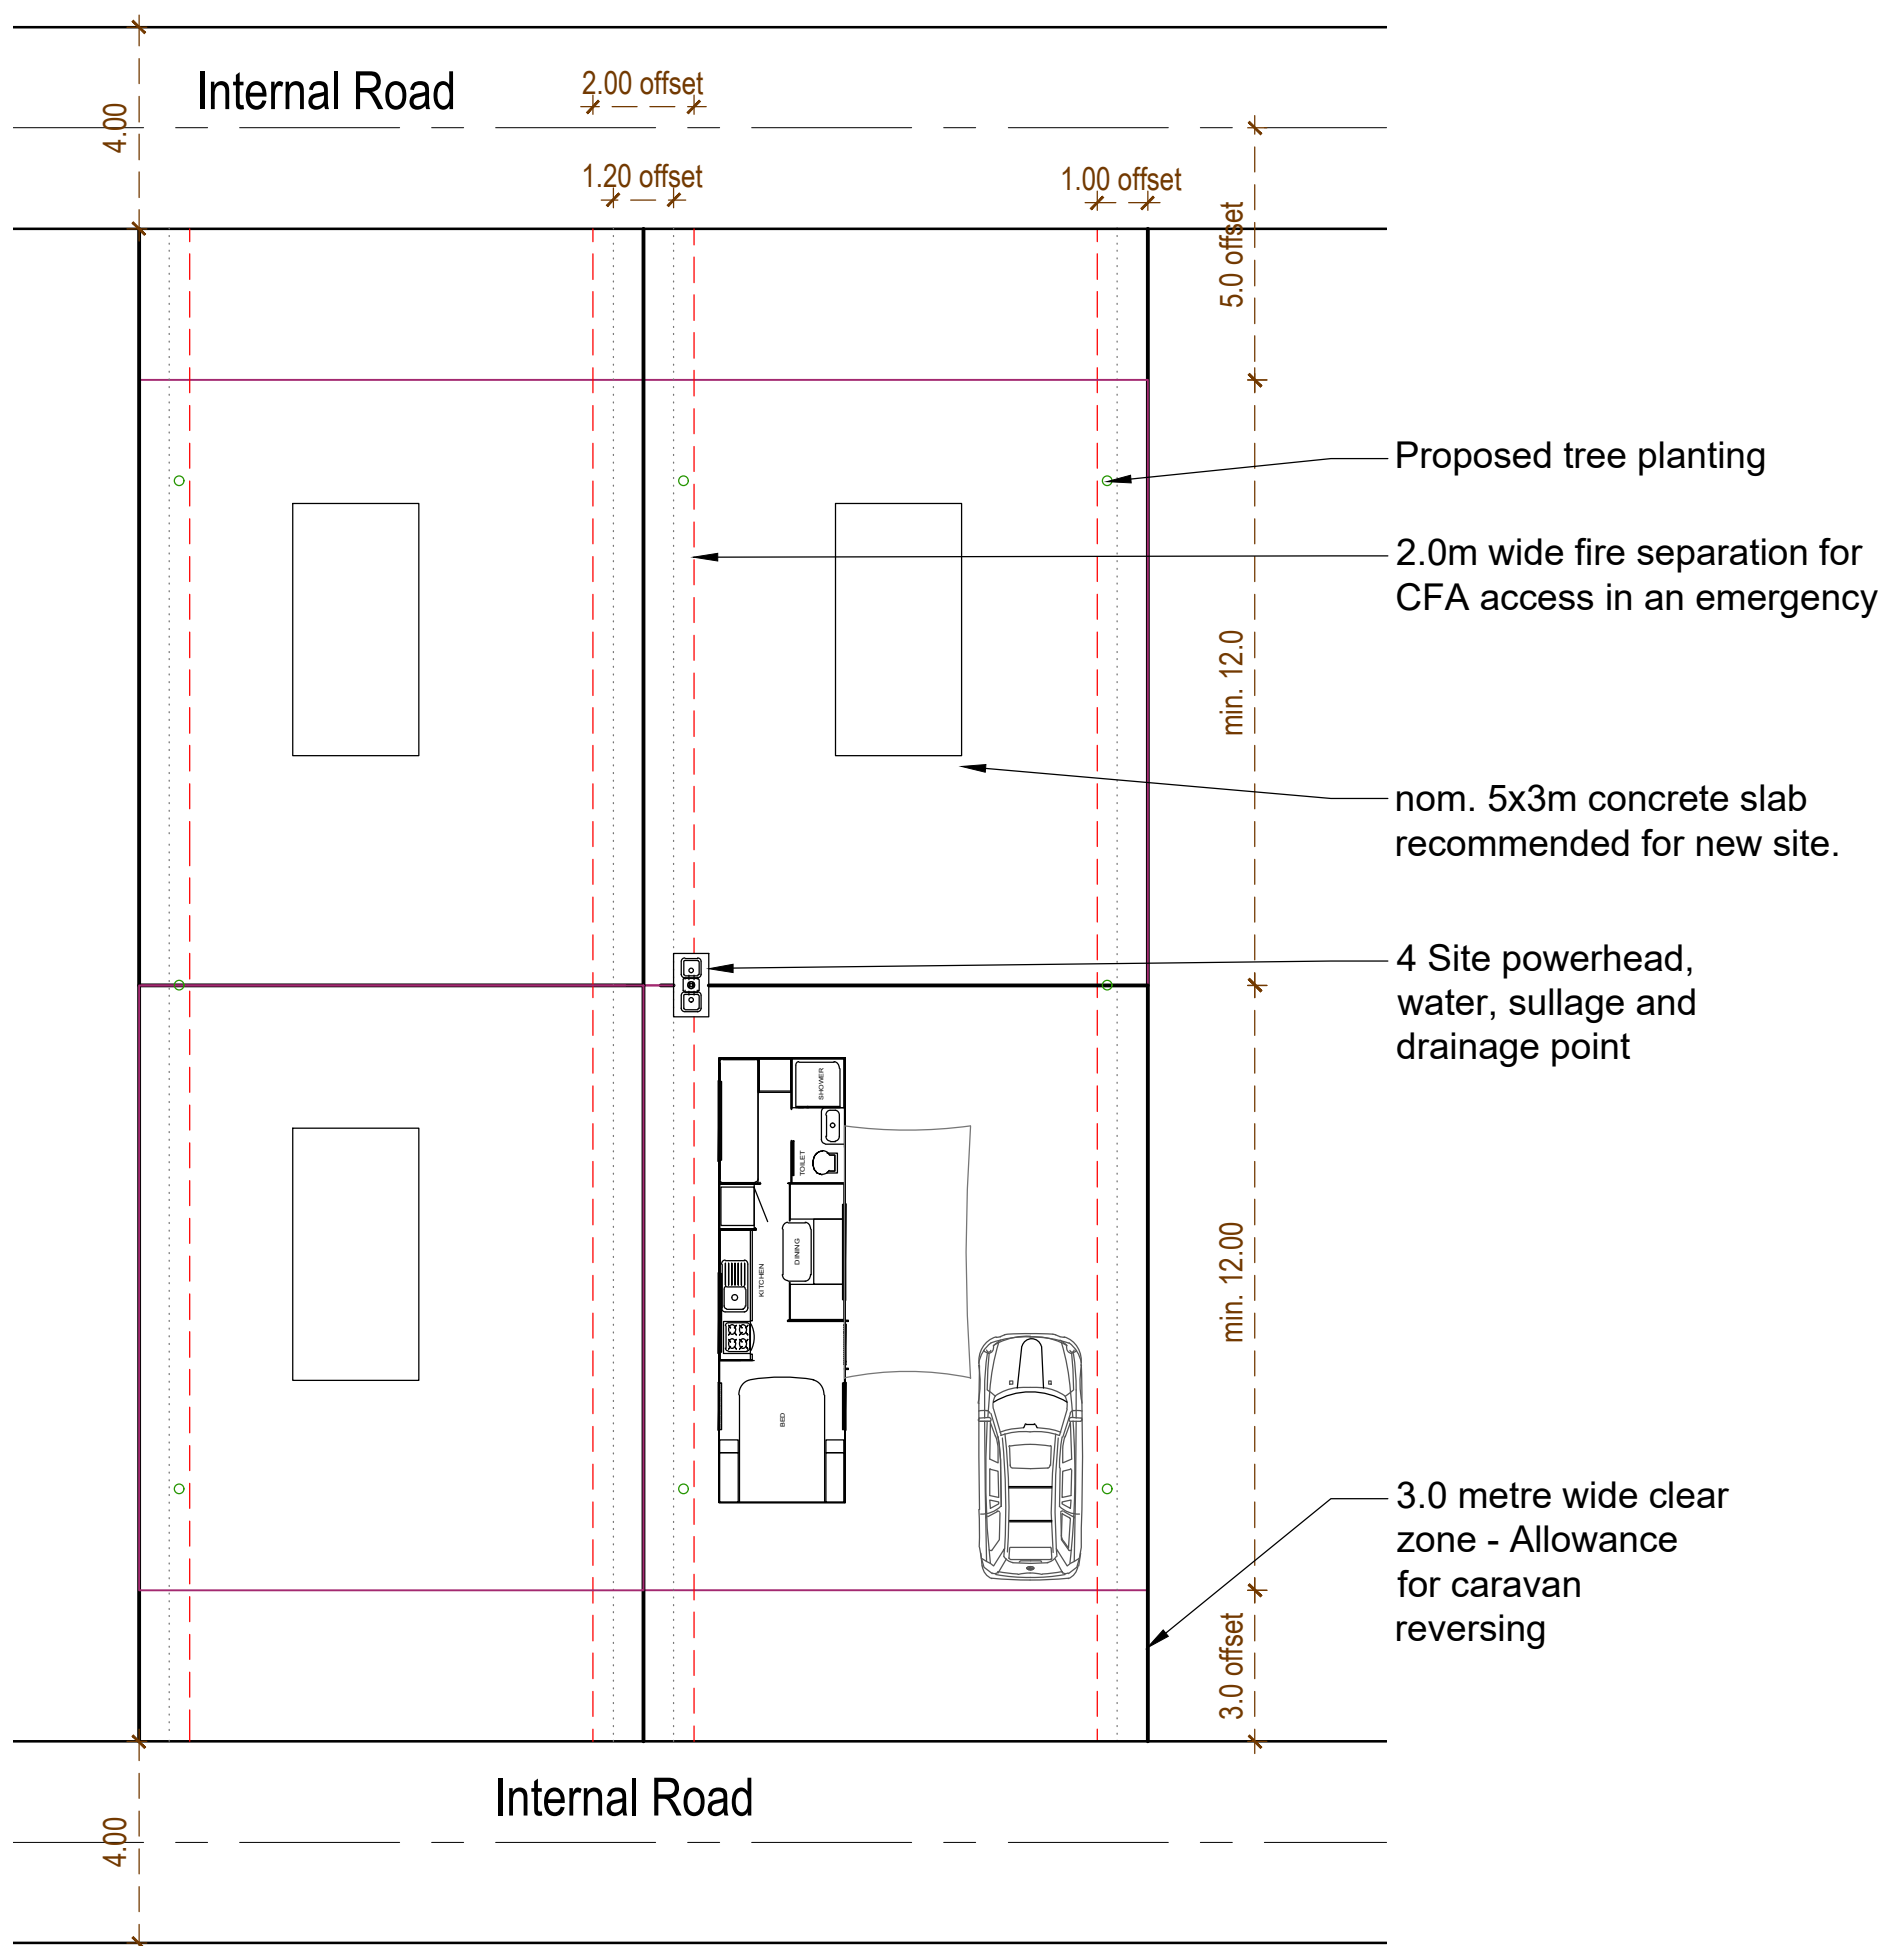 Internal Road
4.00
2.00 offset
1.20 offset
1.00 offset
5.0 offset
Proposed tree planting
2.0m wide fire separation for
CFA access in an emergency
min. 12.0
nom. 5x3m concrete slab
recommended for new site.
4 Site powerhead,
water, sullage and
drainage point
SHOWER
TOILET
DINING
KITCHEN
BED
min. 12.00
3.0 metre wide clear
zone - Allowance
for caravan
reversing
3.0 offset
Internal Road
4.00